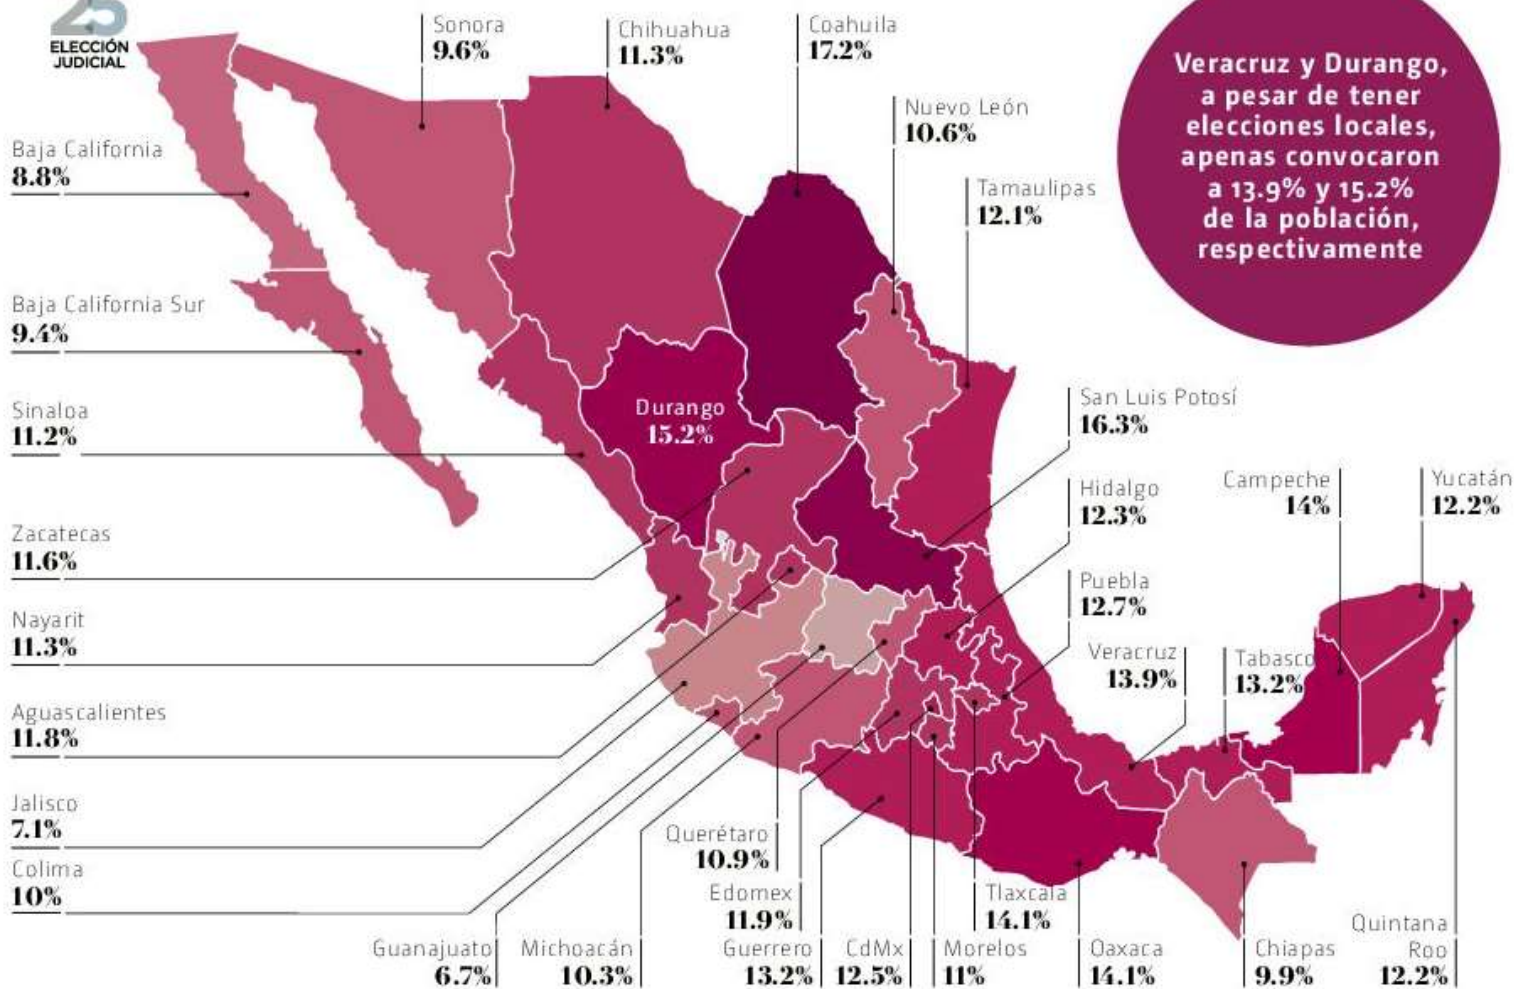 25
ELECCIÓN
JUDICIAL
Sonora
9.6%
Chihuahua
11.3%
Coahuila
17.2%
Nuevo León
10.6%
Tamaulipas
12.1%
Veracruz y Durango,
a pesar de tener
elecciones locales,
apenas convocaron
a 13.9% y 15.2%
de la población,
respectivamente
Baja California
8.8%
Baja California Sur
9.4%
Sinaloa
11.2%
Durango
15.2%
San Luis Potosí
16.3%
Hidalgo
12.3%
Campeche
14%
Yucatán
12.2%
Zacatecas
11.6%
Puebla
12.7%
Nayarit
11.3%
Veracruz
13.9%
Tabasco
13.2%
Aguascalientes
11.8%
Jalisco
7.1%
Colima
10%
Querétaro
10.9%
Edomex
11.9%
Tlaxcala
14.1%
Guanajuato
6.7%
Michoacán
10.3%
Guerrero
13.2%
CdMx
12.5%
Morelos
11%
Oaxaca
14.1%
Chiapas
9.9%
Quintana
Roo
12.2%